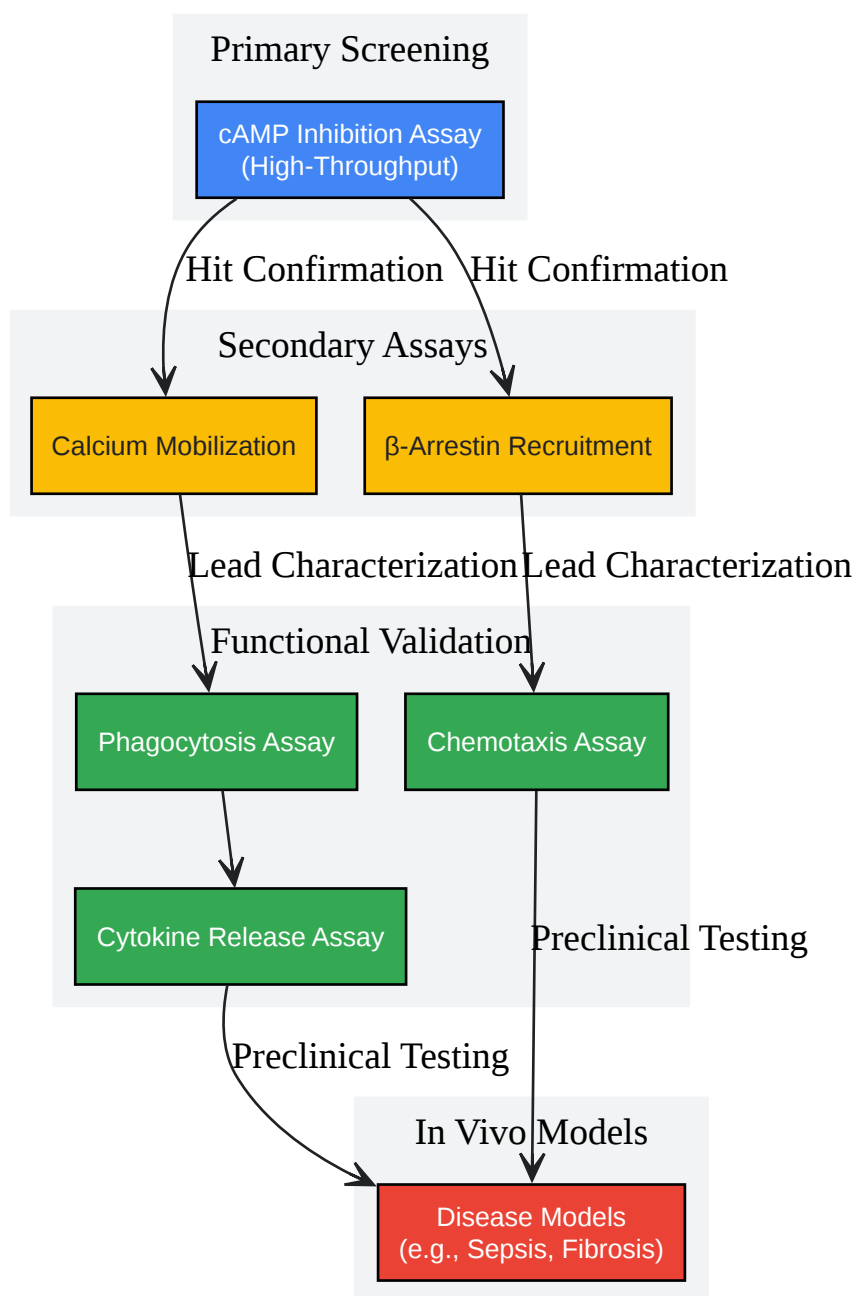 Primary Screening
cAMP Inhibition Assay
(High-Throughput)
Hit Confirmation
Hit Confirmation
Secondary Assays
Calcium Mobilization
β-Arrestin Recruitment
Lead Characterization
Lead Characterization
Functional Validation
Phagocytosis Assay
Chemotaxis Assay
Cytokine Release Assay
Preclinical Testing
Preclinical Testing
In Vivo Models
Disease Models
(e.g., Sepsis, Fibrosis)